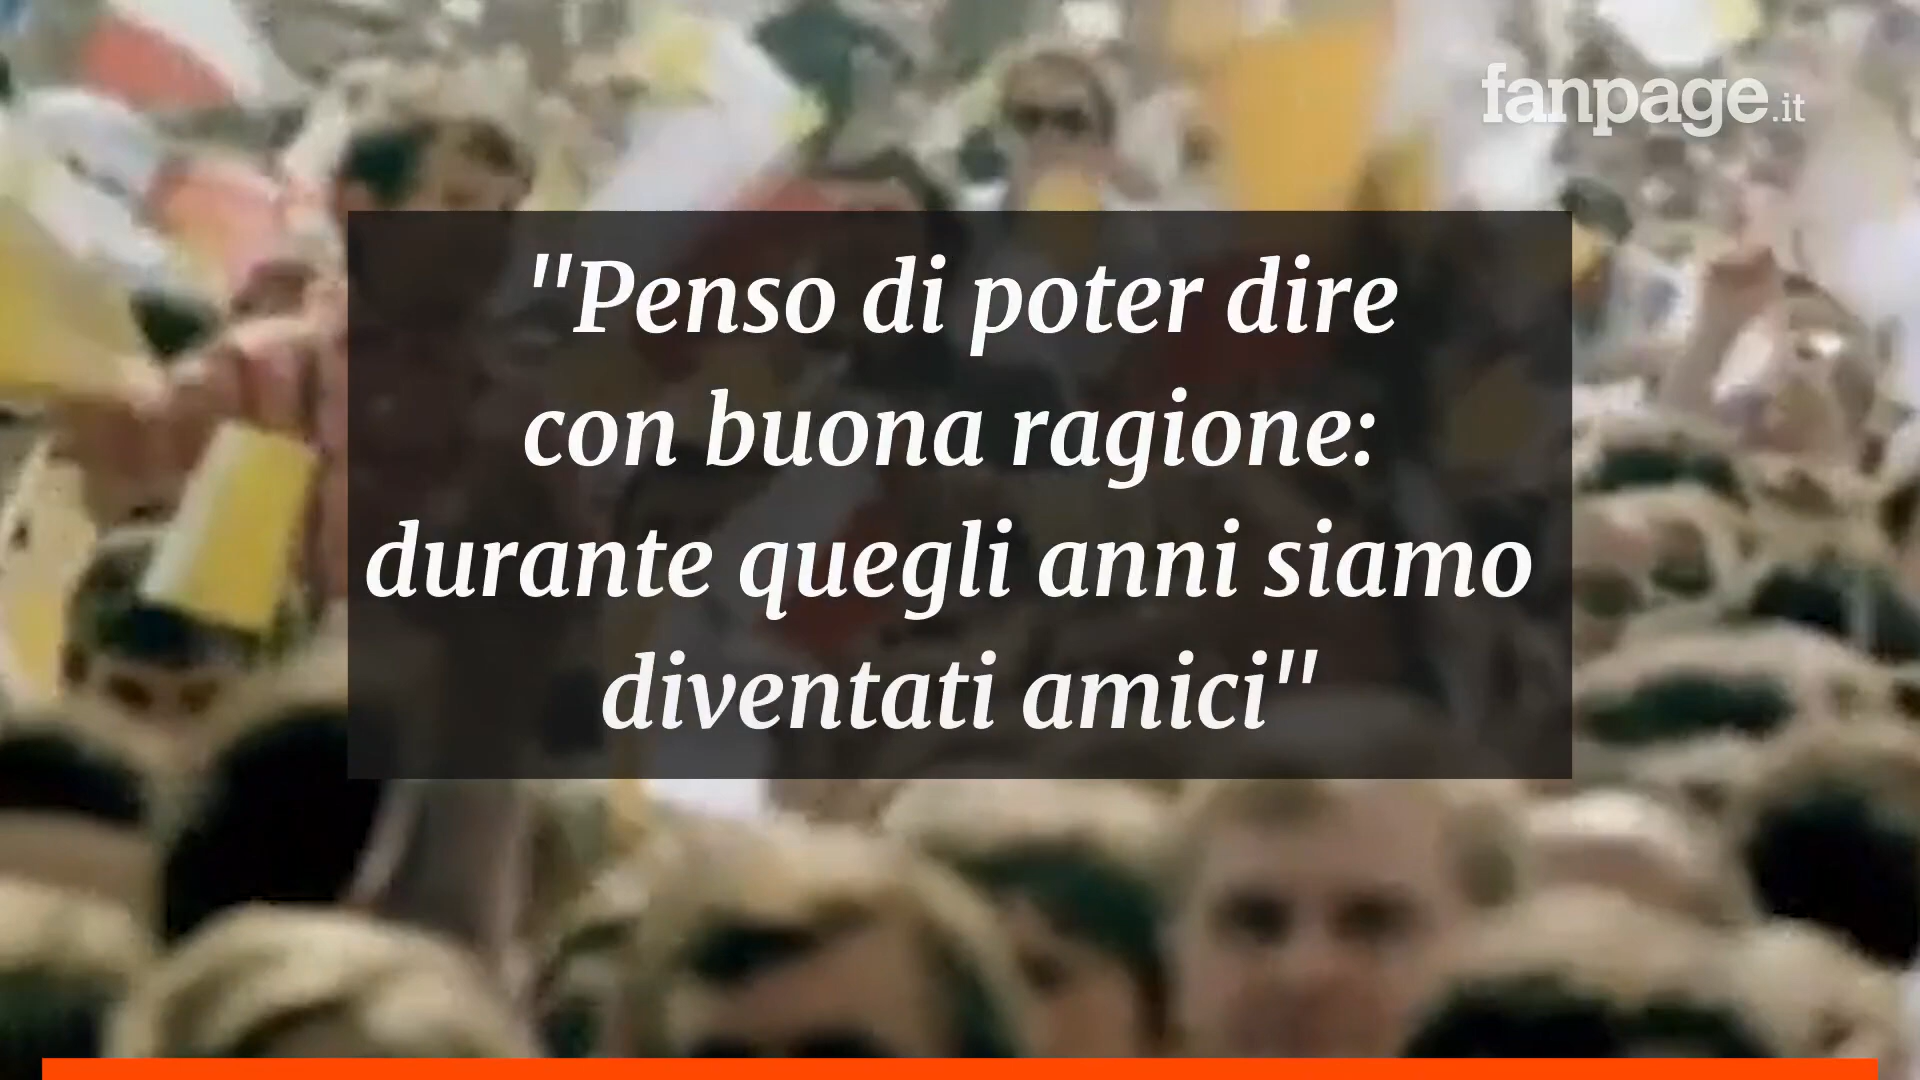 fanpage.it
"Penso di poter dire
con buona ragione:
durante quegli anni siamo
diventati amici"